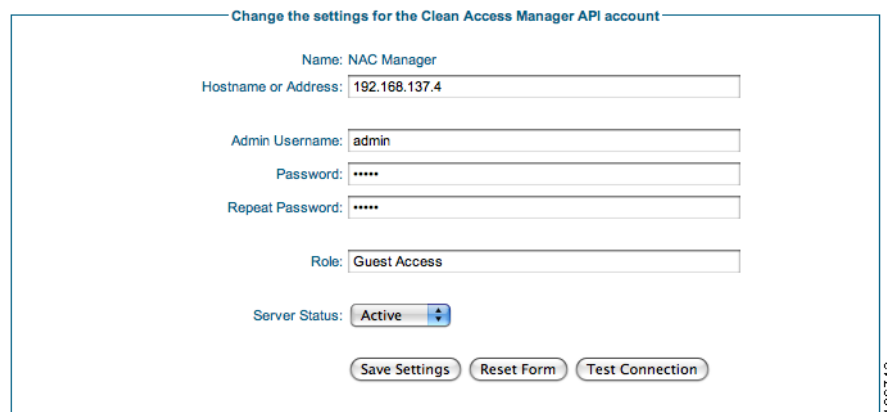 Change the settings for the Clean Access Manager API account
Name: NAC Manager
Hostname or Address: 192.168.137.4
Admin Username: admin
Password: •••••
Repeat Password: •••••
Role: Guest Access
Server Status: Active
Save Settings Reset Form Test Connection